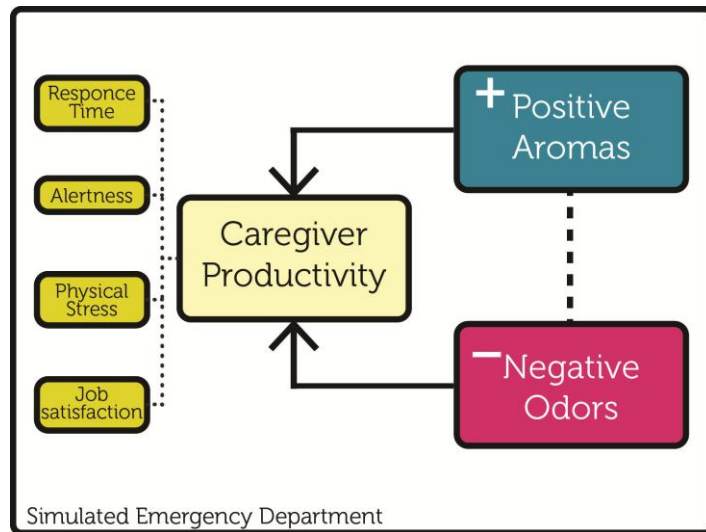 Responce
Time
Alertness
Physical
Stress
Job
satisfaction
Caregiver
Productivity
+ Positive
Aromas
- Negative
Odors
Simulated Emergency Department